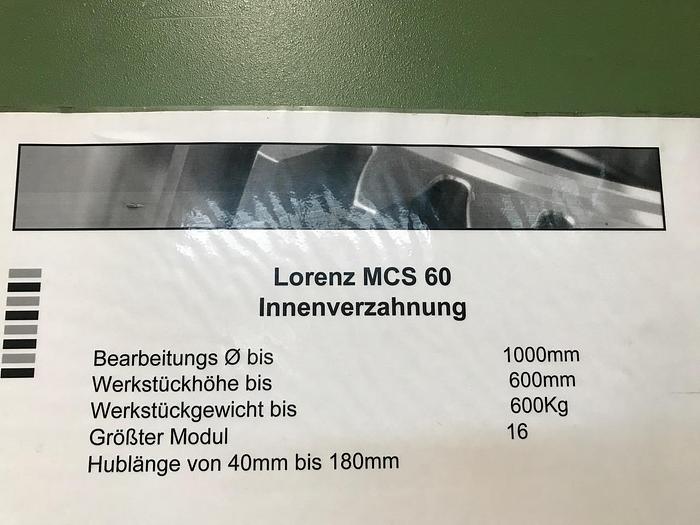 Lorenz MCS 60
Innenverzahnung
Bearbeitungs Ø bis 1000mm
Werkstückhöhe bis 600mm
Werkstückgewicht bis 600Kg
Größter Modul 16
Hublänge von 40mm bis 180mm